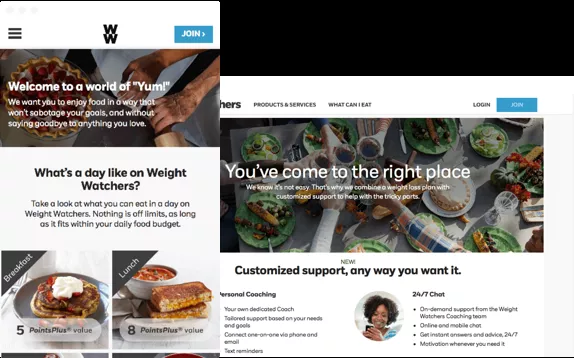 W
W
JOIN ›
Welcome to a world of "Yum!"
We want you to enjoy food in a way that
won't sabotage your goals, and without
saying goodbye to anything you love.
What's a day like on Weight
Watchers?
Take a look at what you can eat in a day on
Weight Watchers. Nothing is off limits, as long
as it fits within your daily food budget.
Breakfast
5 PointsPlus® value
Lunch
8 PointsPlus® value
hers
PRODUCTS & SERVICES
WHAT CAN I EAT
LOGIN
JOIN
You've come to the right place
We know it's not easy. That's why we combine a weight loss plan with
customized support to help with the tricky parts.
NEW!
Customized support, any way you want it.
Personal Coaching
Your own dedicated Coach
Tailored support based on your needs
and goals
Connect one-on-one via phone and
email
Text reminders
24/7 Chat
• On-demand support from the Weight
Watchers Coaching team
• Online and mobile chat
• Get instant answers and advice, 24/7
• Motivation whenever you need it